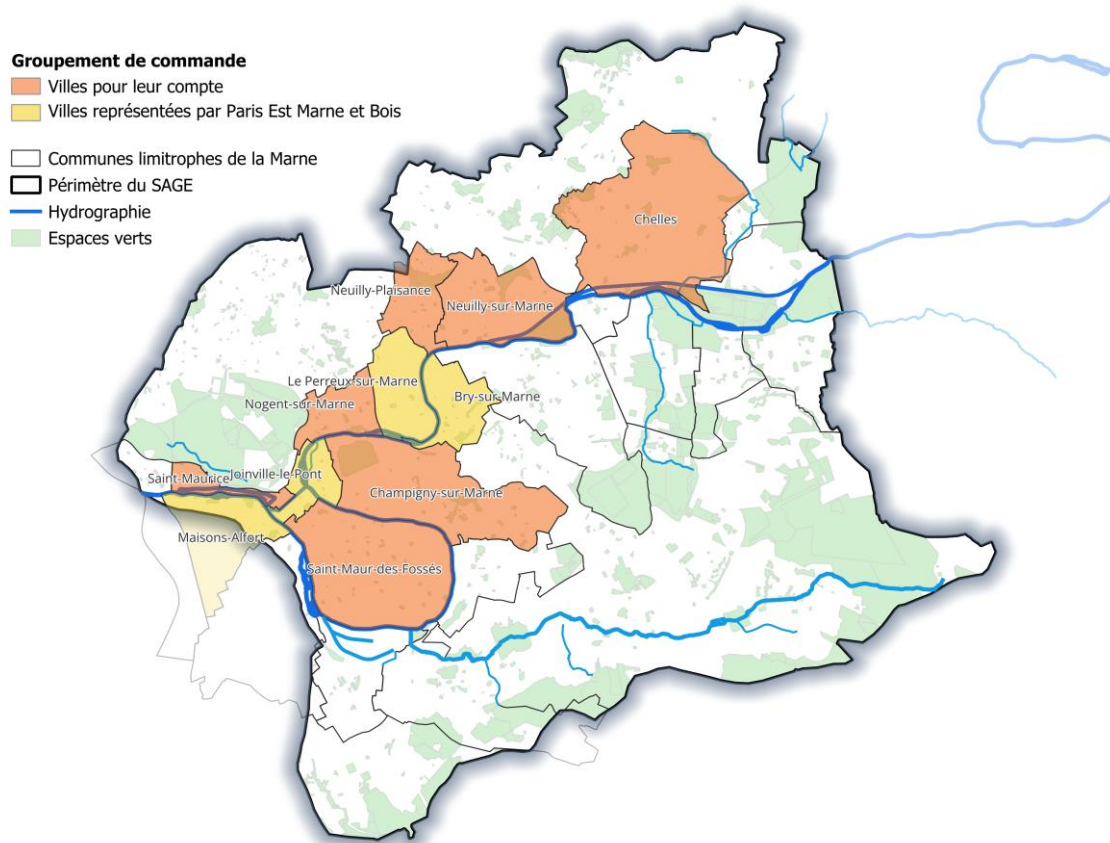 Groupement de commande
Villes pour leur compte
Villes représentées par Paris Est Marne et Bois
Communes limitrophes de la Marne
Périmètre du SAGE
Hydrographie
Espaces verts
Chelles
Neuilly-Plaisance
Neuilly-sur-Marne
Le Perreux-sur-Marne
Bry-sur-Marne
Nogent-sur-Marne
Saint-Maurice
Joinville-le-Pont
Champigny-sur-Marne
Maisons-Alfort
Saint-Maur-des-Fossés